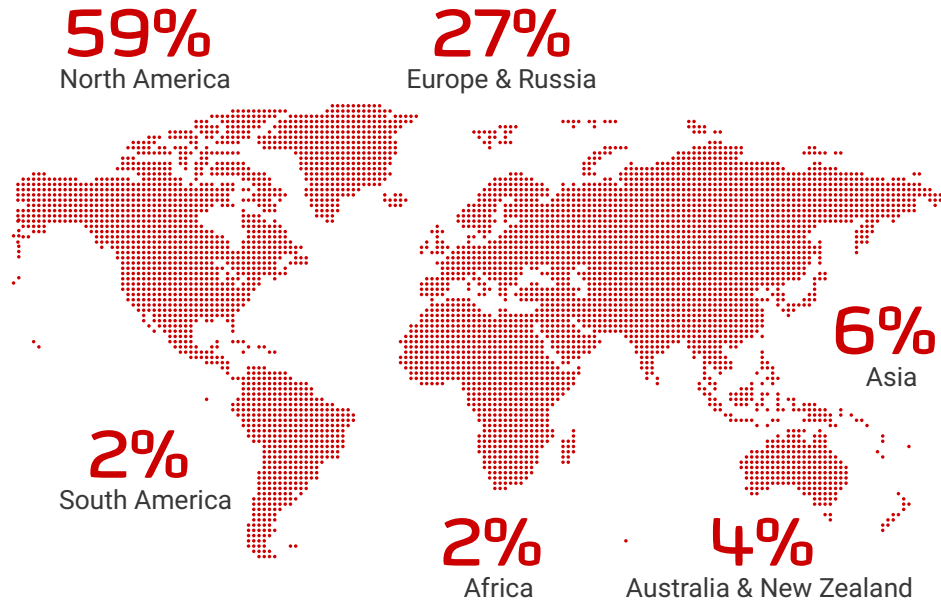 59%
North America
27%
Europe & Russia
6%
Asia
2%
South America
2%
Africa
4%
Australia & New Zealand